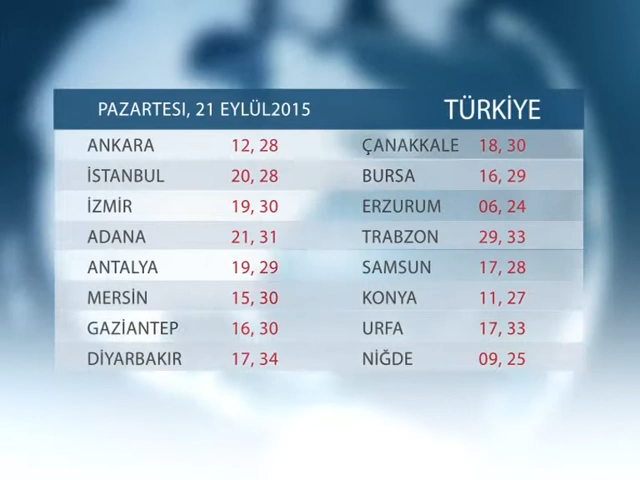 PAZARTESI, 21 EYLÜL2015 TÜRKİYE
ANKARA 12, 28 ÇANAKKALE 18, 30
İSTANBUL 20, 28 BURSA 16, 29
İZMİR 19, 30 ERZURUM 06, 24
ADANA 21, 31 TRABZON 29, 33
ANTALYA 19, 29 SAMSUN 17, 28
MERSİN 15, 30 KONYA 11, 27
GAZİANTEP 16, 30 URFA 17, 33
DİYARBAKIR 17, 34 NİĞDE 09, 25